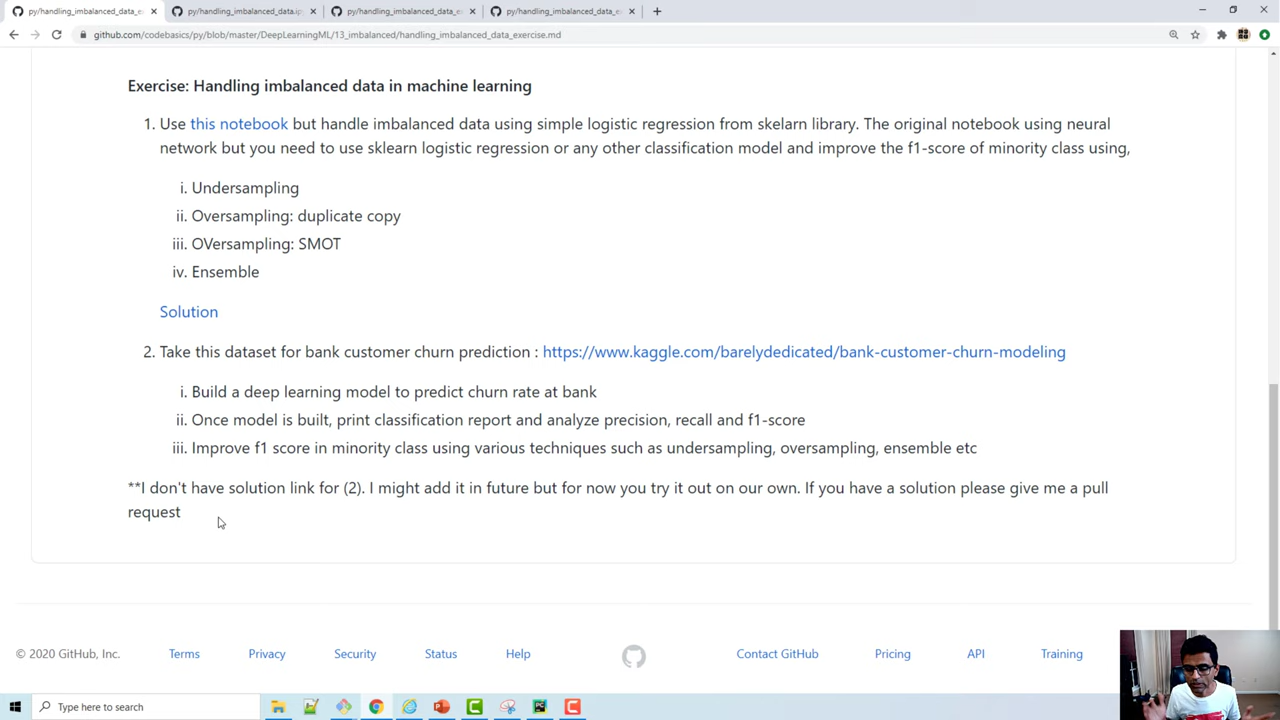 py/handling_imbalanced_data_e
py/handling_imbalanced_data.ip
py/handling_imbalanced_data_e
py/handling_imbalanced_data_e
github.com/codebasics/py/blob/master/DeepLearningML/13_imbalanced/handling_imbalanced_data_exercise.md
Exercise: Handling imbalanced data in machine learning
1. Use this notebook but handle imbalanced data using simple logistic regression from skelarn library. The original notebook using neural
network but you need to use sklearn logistic regression or any other classification model and improve the f1-score of minority class using,
i. Undersampling
ii. Oversampling: duplicate copy
iii. OVersampling: SMOT
iv. Ensemble
Solution
2. Take this dataset for bank customer churn prediction : https://www.kaggle.com/barelydedicated/bank-customer-churn-modeling
i. Build a deep learning model to predict churn rate at bank
ii. Once model is built, print classification report and analyze precision, recall and f1-score
iii. Improve f1 score in minority class using various techniques such as undersampling, oversampling, ensemble etc
**I don't have solution link for (2). I might add it in future but for now you try it out on our own. If you have a solution please give me a pull
request
© 2020 GitHub, Inc. Terms Privacy Security Status Help Contact GitHub Pricing API Training
Type here to search